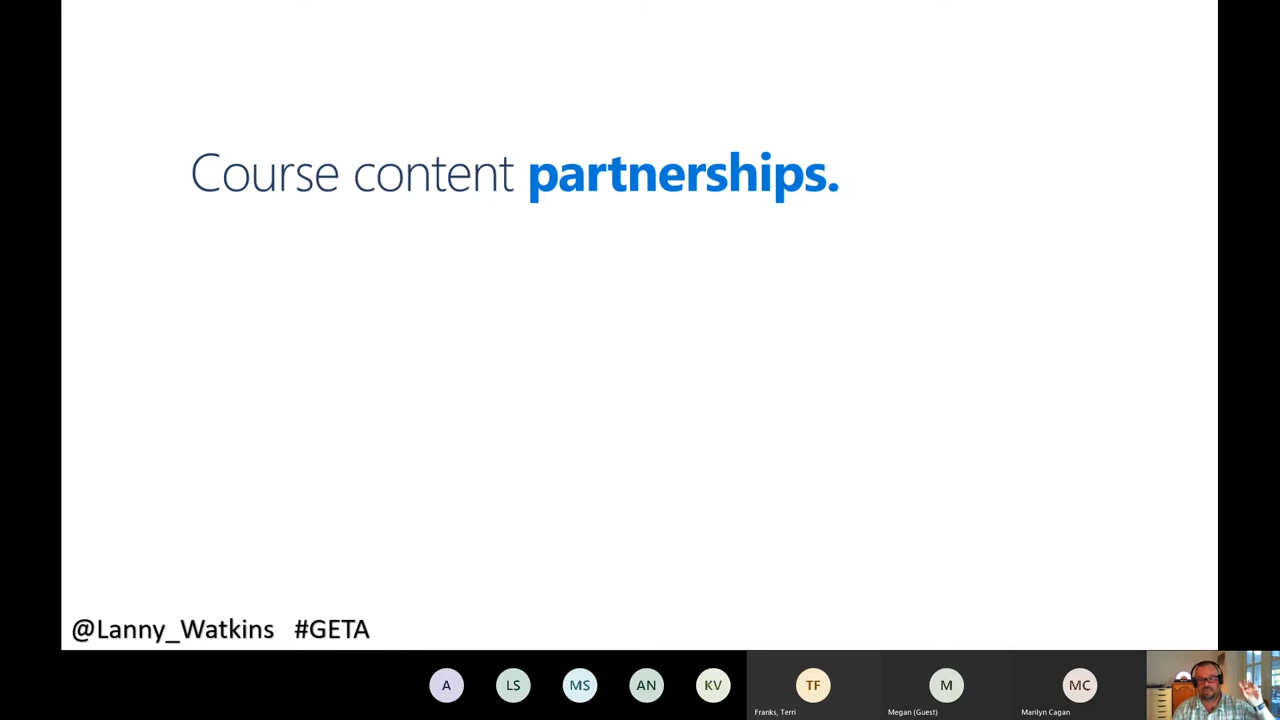 Course content partnerships.
@Lanny_Watkins #GETA
A LS MS AN KV TF M MC
Franks, Terri Megan (Guest) Marilyn Cagan